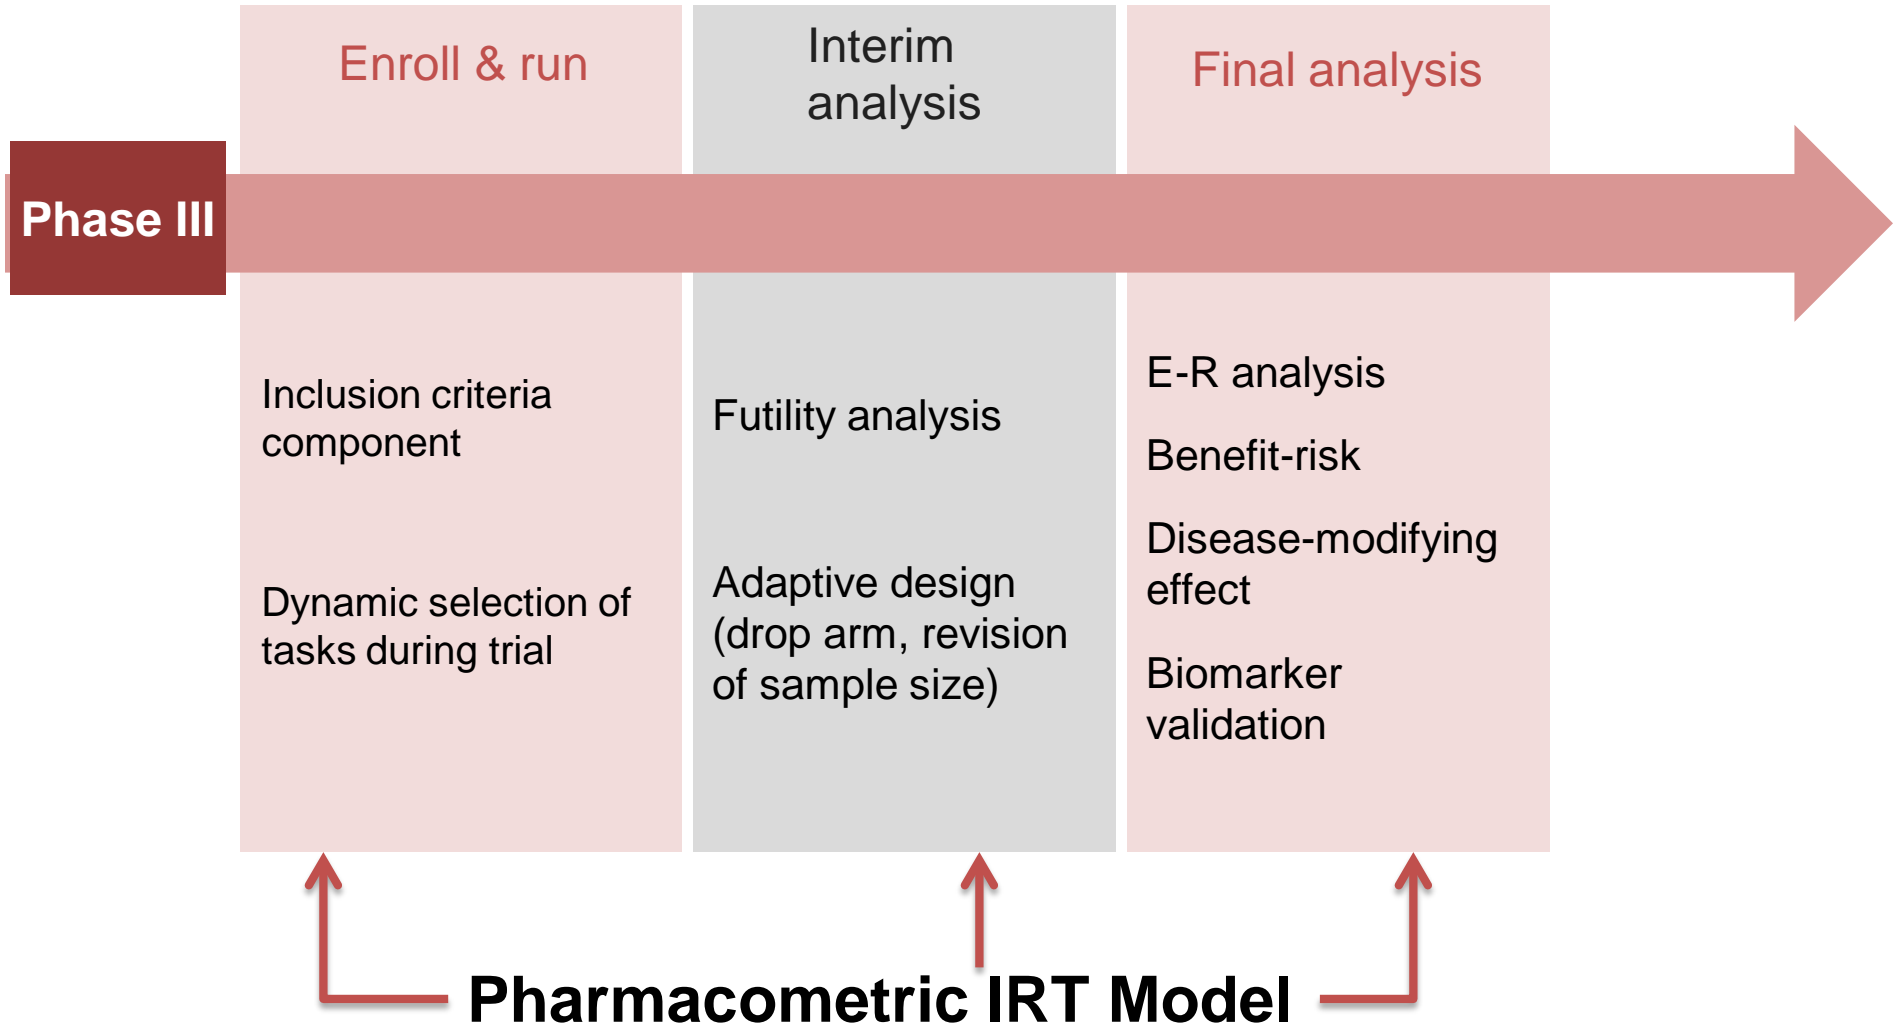 Enroll & run
Interim
analysis
Final analysis
Phase III
Inclusion criteria
component
Dynamic selection of
tasks during trial
Futility analysis
Adaptive design
(drop arm, revision
of sample size)
E-R analysis
Benefit-risk
Disease-modifying
effect
Biomarker
validation
Pharmacometric IRT Model